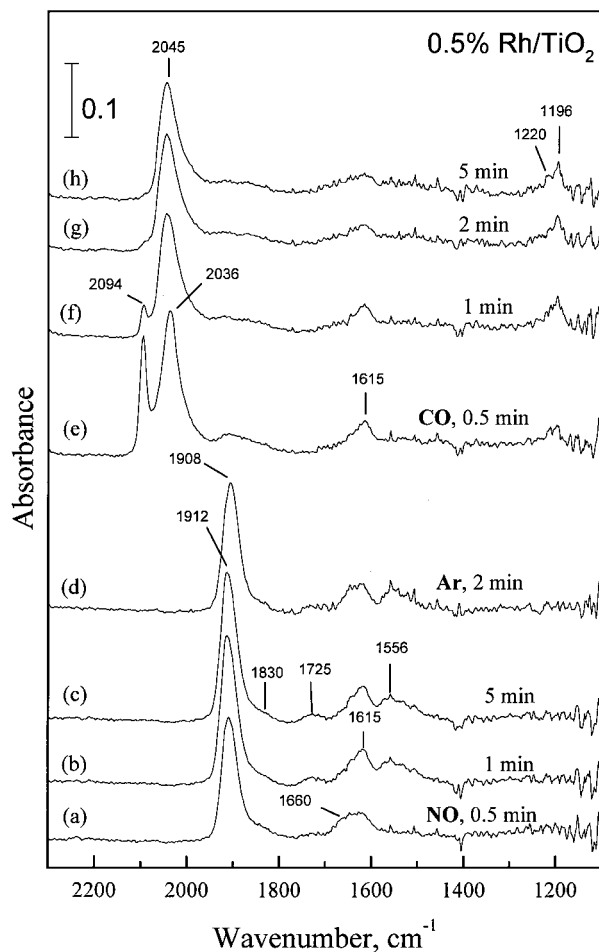 2045
0.5% Rh/TiO₂
0.1
1196
1220
(h)
5 min
(g)
2 min
2094
2036
(f)
1 min
1615
(e)
CO, 0.5 min
1908
1912
(d)
Ar, 2 min
1830
1725
1556
(c)
5 min
1615
(b)
1 min
1660
(a)
NO, 0.5 min
Absorbance
2200 2000 1800 1600 1400 1200
Wavenumber, cm⁻¹